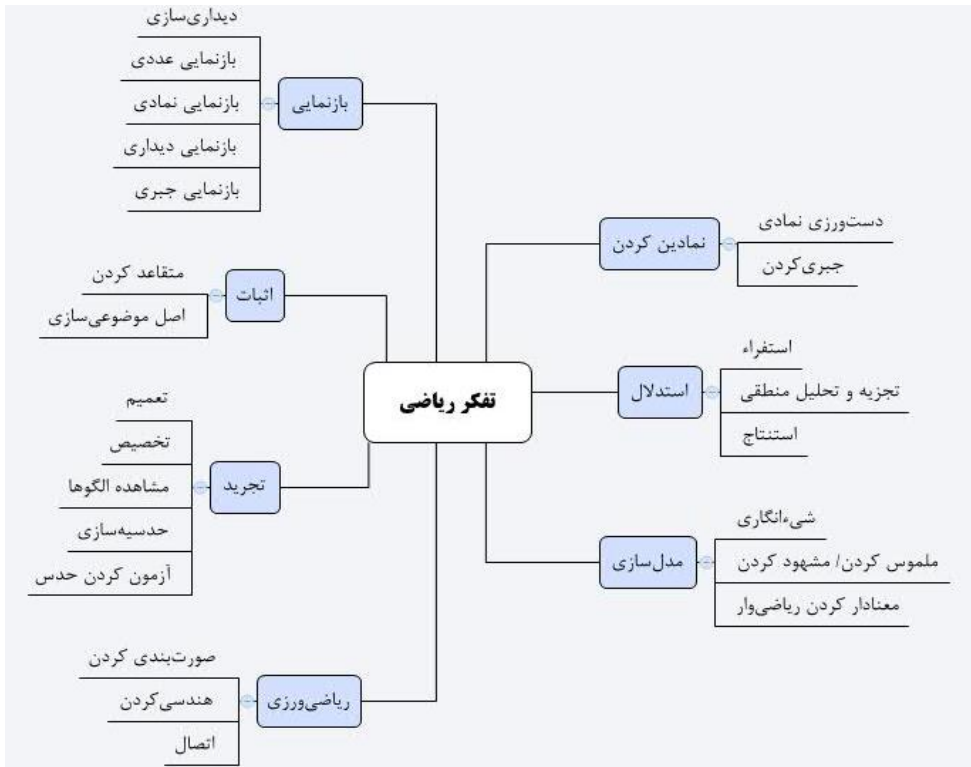 تفکر ریاضی
نمادین کردن
دست‌ورزی نمادی
جبری‌کردن
استدلال
استفراء
تجزیه و تحلیل منطقی
استنتاج
مدل‌سازی
شیءانگاری
ملموس کردن/ مشهود کردن
معنادار کردن ریاضی‌وار
بازنمایی
دیداری‌سازی
بازنمایی عددی
بازنمایی نمادی
بازنمایی دیداری
بازنمایی جبری
اثبات
متقاعد کردن
اصل موضوعی‌سازی
تجرید
تعمیم
تخصیص
مشاهده الگوها
حدسیه‌سازی
آزمون کردن حدس
ریاضی‌ورزی
صورت‌بندی کردن
هندسی‌کردن
اتصال